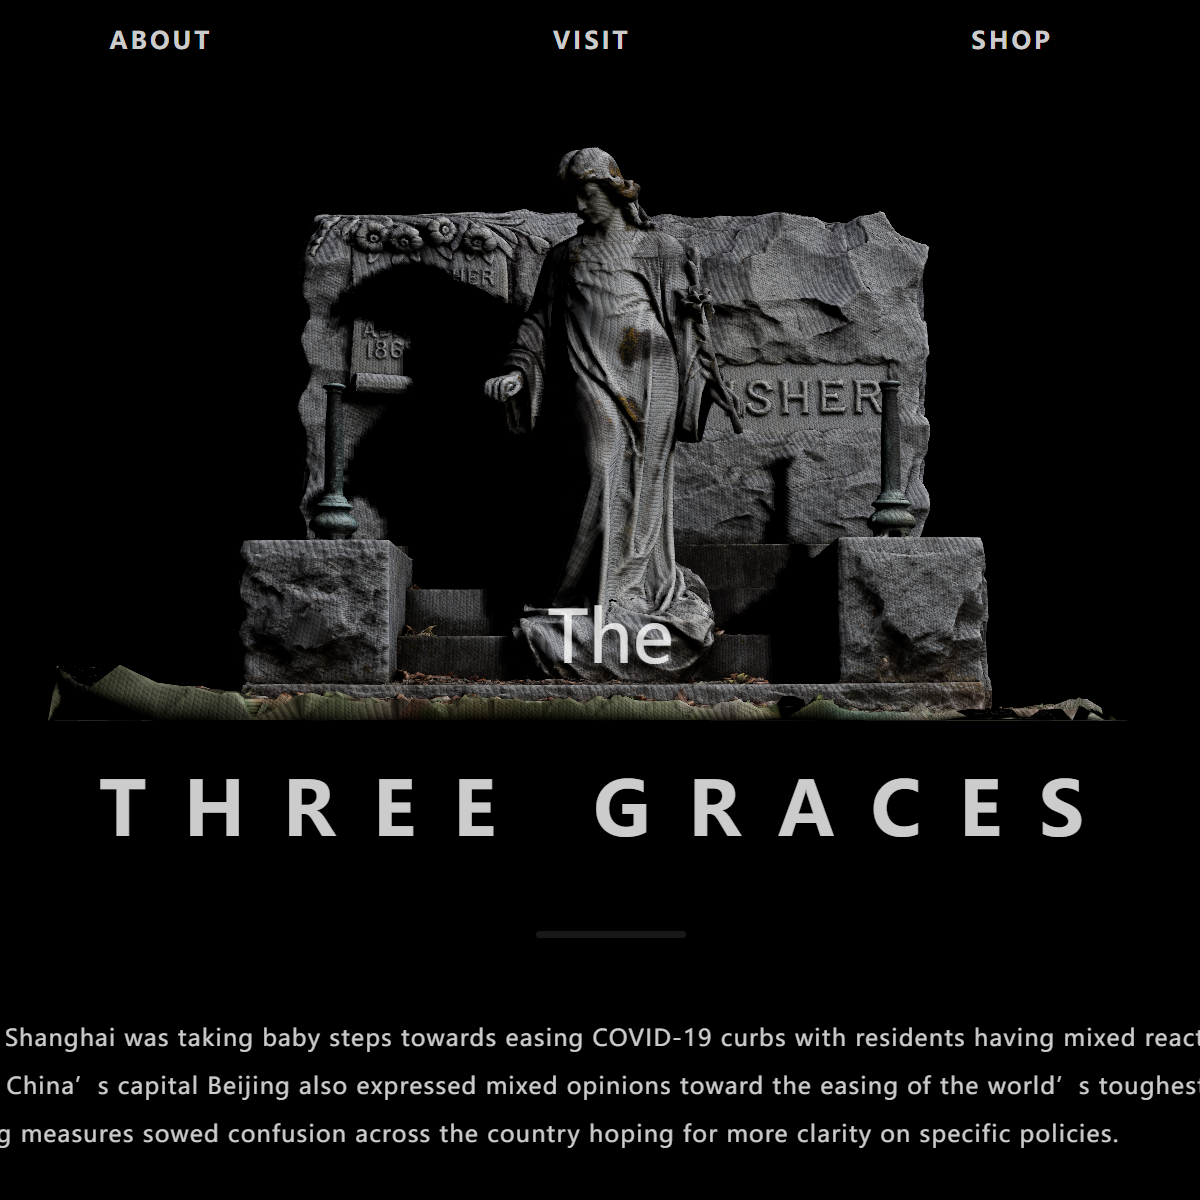 ABOUT
VISIT
SHOP
HER
186
SHER
The
THREE GRACES
Shanghai was taking baby steps towards easing COVID-19 curbs with residents having mixed
China’s capital Beijing also expressed mixed opinions toward the easing of the world’s toughest
measures sowed confusion across the country hoping for more clarity on specific policies.